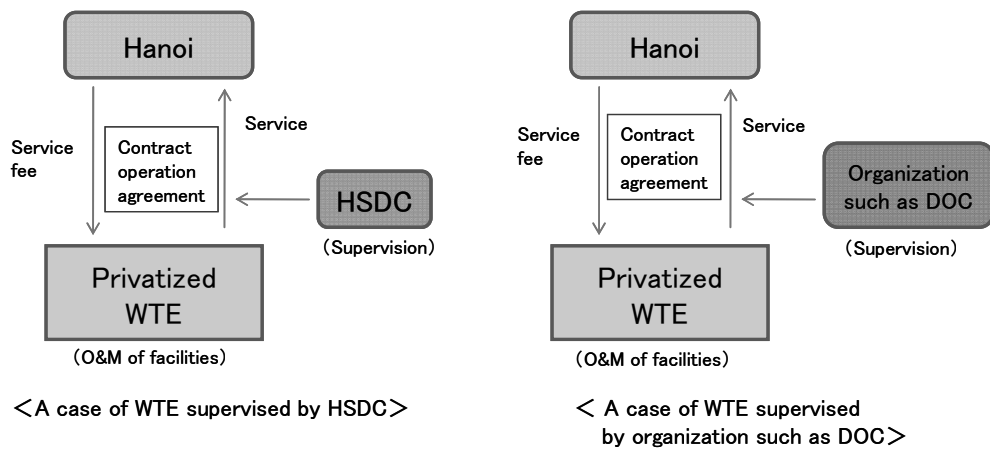 Hanoi
Service
fee
Contract
operation
agreement
Service
HSDC
（Supervision）
Privatized
WTE
（O&M of facilities）
＜A case of WTE supervised by HSDC＞
Hanoi
Service
fee
Contract
operation
agreement
Service
Organization
such as DOC
（Supervision）
Privatized
WTE
（O&M of facilities）
＜ A case of WTE supervised
by organization such as DOC＞